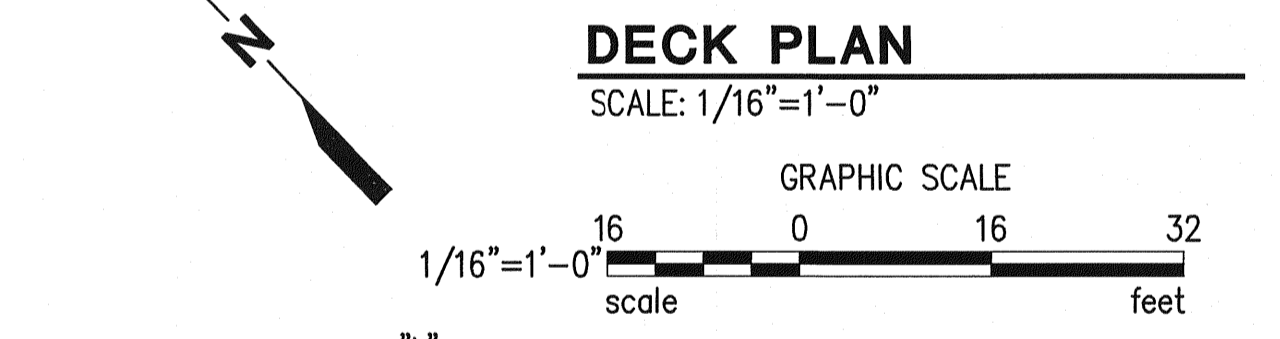 N
DECK PLAN
SCALE: 1/16"=1'-0"
GRAPHIC SCALE
16 0 16 32
1/16"=1'-0"
scale feet